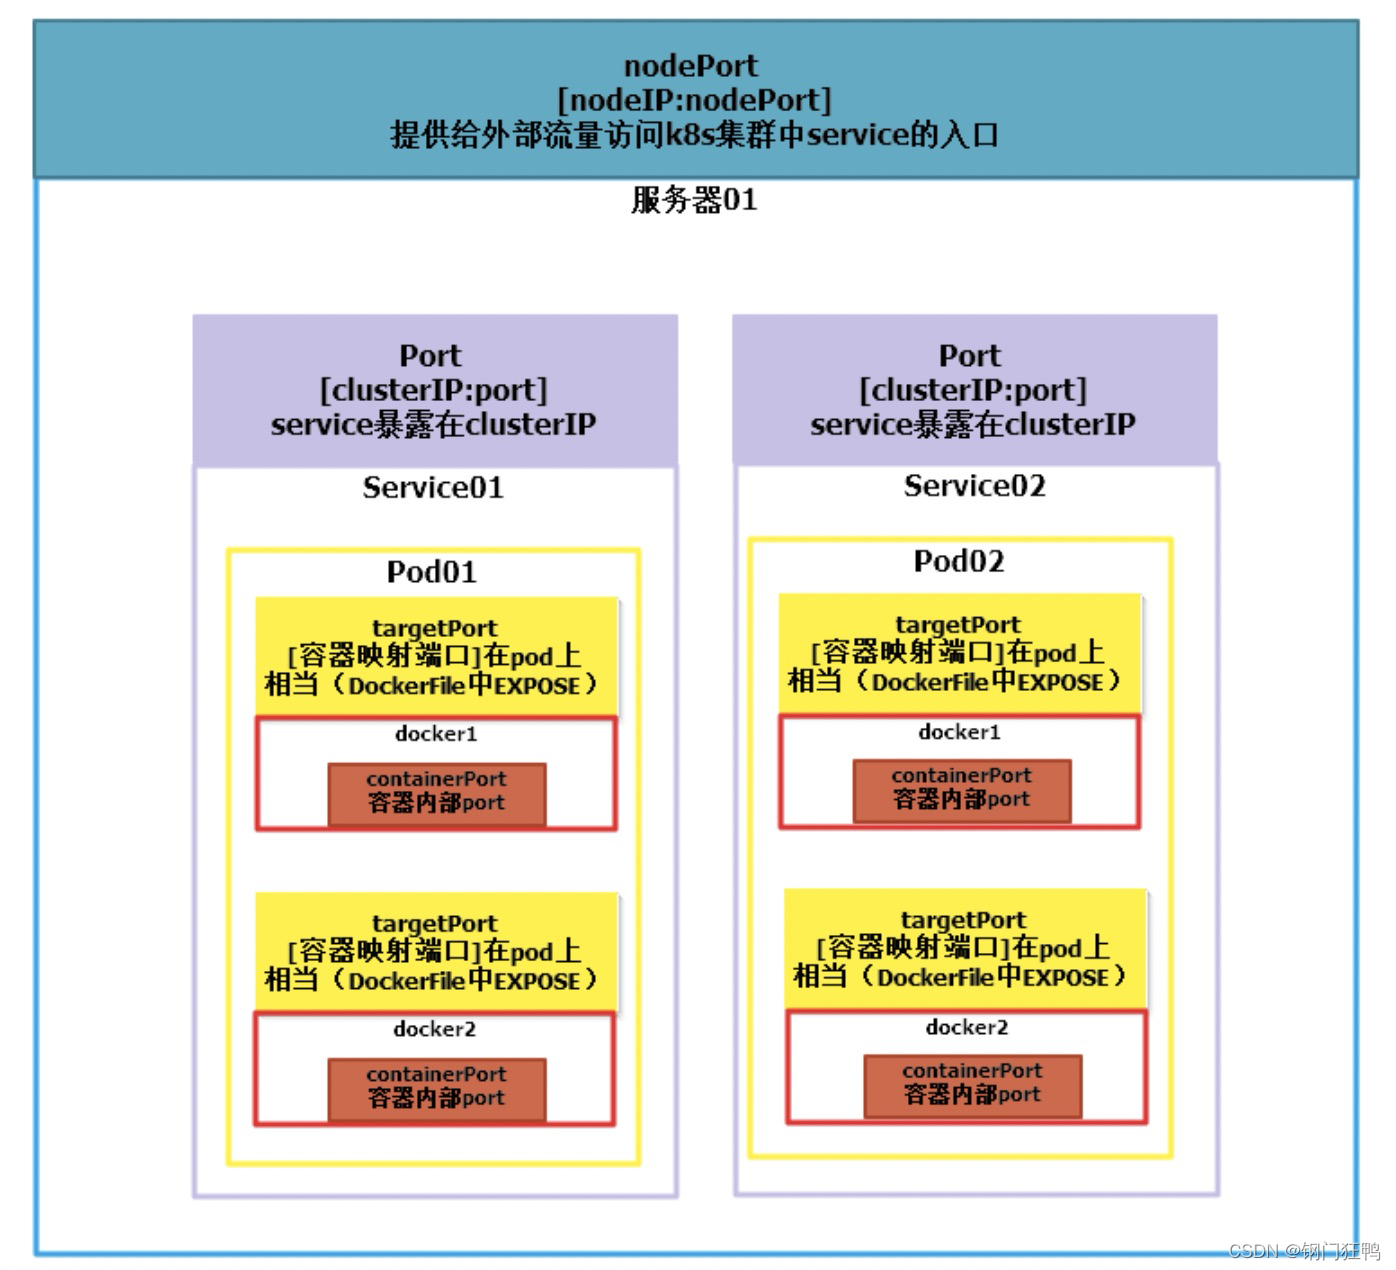 nodePort
[nodeIP:nodePort]
提供给外部流量访问k8s集群中service的入口
服务器01
Port
[clusterIP:port]
service暴露在clusterIP
Service01
Pod01
targetPort
[容器映射端口]在pod上
相当（DockerFile中EXPOSE）
docker1
containerPort
容器内部port
targetPort
[容器映射端口]在pod上
相当（DockerFile中EXPOSE）
docker2
containerPort
容器内部port
Port
[clusterIP:port]
service暴露在clusterIP
Service02
Pod02
targetPort
[容器映射端口]在pod上
相当（DockerFile中EXPOSE）
docker1
containerPort
容器内部port
targetPort
[容器映射端口]在pod上
相当（DockerFile中EXPOSE）
docker2
containerPort
容器内部port
CSDN @钢门狂鸭